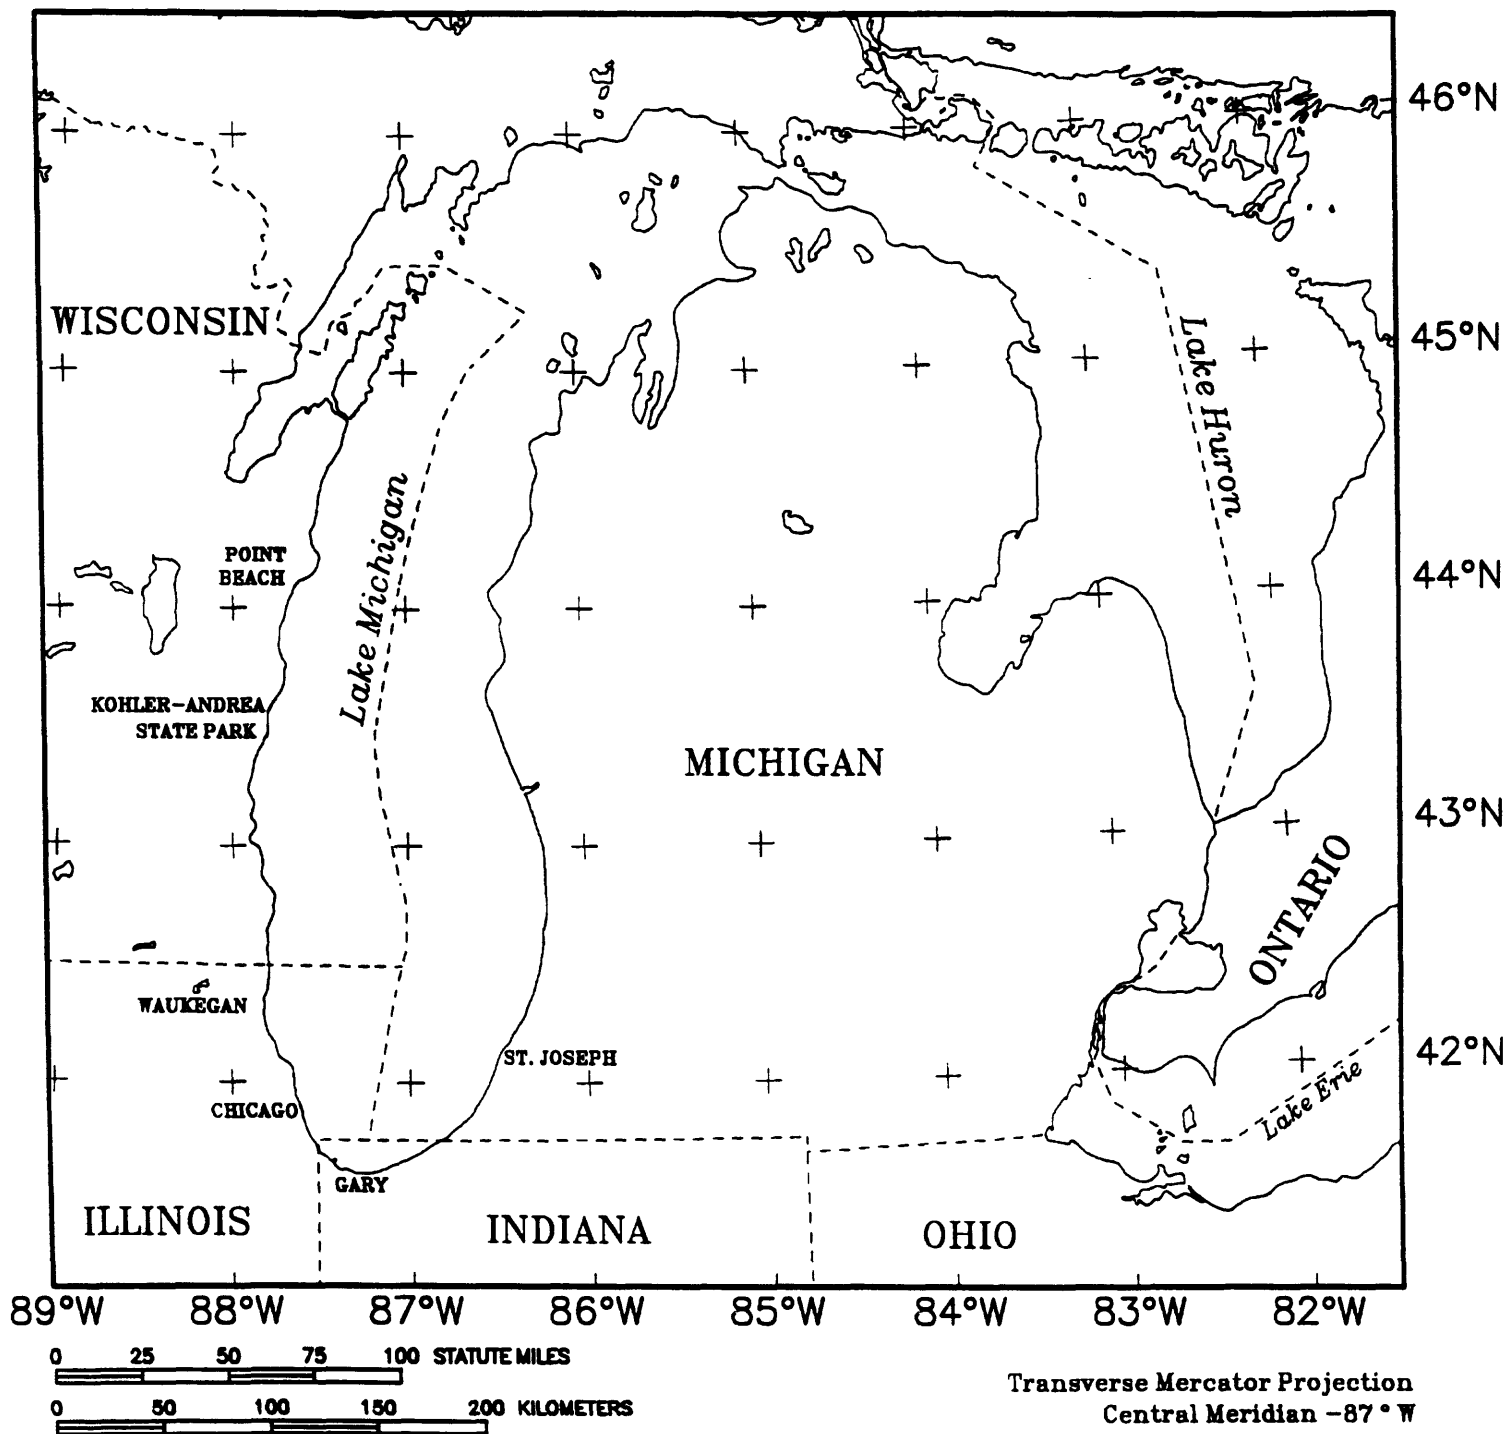 46°N
WISCONSIN
45°N
Lake Huron
Lake Michigan
POINT
BEACH
44°N
KOHLER-ANDREA
STATE PARK
MICHIGAN
43°N
ONTARIO
WAUKEGAN
ST. JOSEPH
42°N
CHICAGO
Lake Erie
GARY
ILLINOIS
INDIANA
OHIO
89°W 88°W 87°W 86°W 85°W 84°W 83°W 82°W
0 25 50 75 100 STATUTE MILES
0 50 100 150 200 KILOMETERS
Transverse Mercator Projection
Central Meridian -87° W